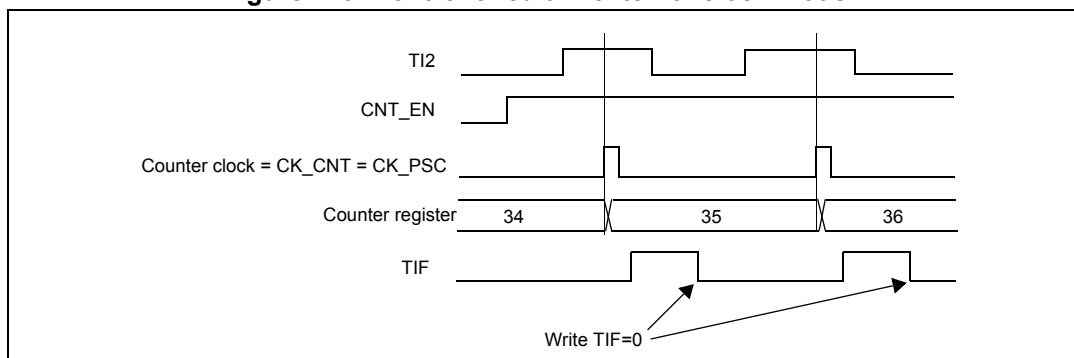 TI2
CNT_EN
Counter clock = CK_CNT = CK_PSC
Counter register 34 35 36
TIF
Write TIF=0